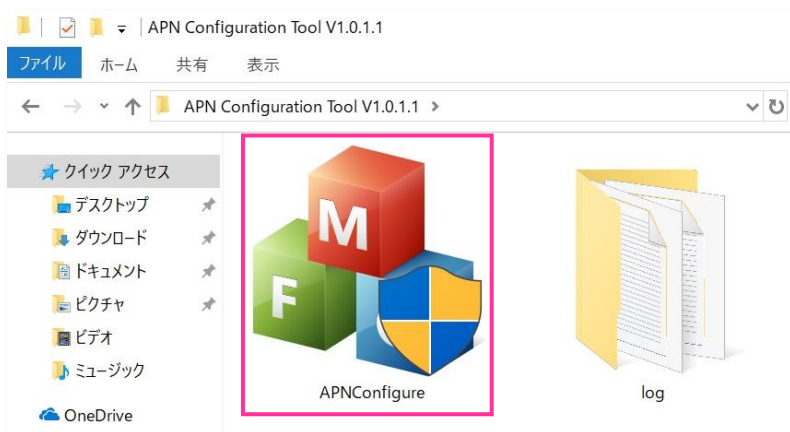 APN Configuration Tool V1.0.1.1
ファイル ホーム 共有 表示
APN Configuration Tool V1.0.1.1
クイック アクセス
デスクトップ
ダウンロード
ドキュメント
ピクチャ
ビデオ
ミュージック
OneDrive
M
F
APNConfigure
log